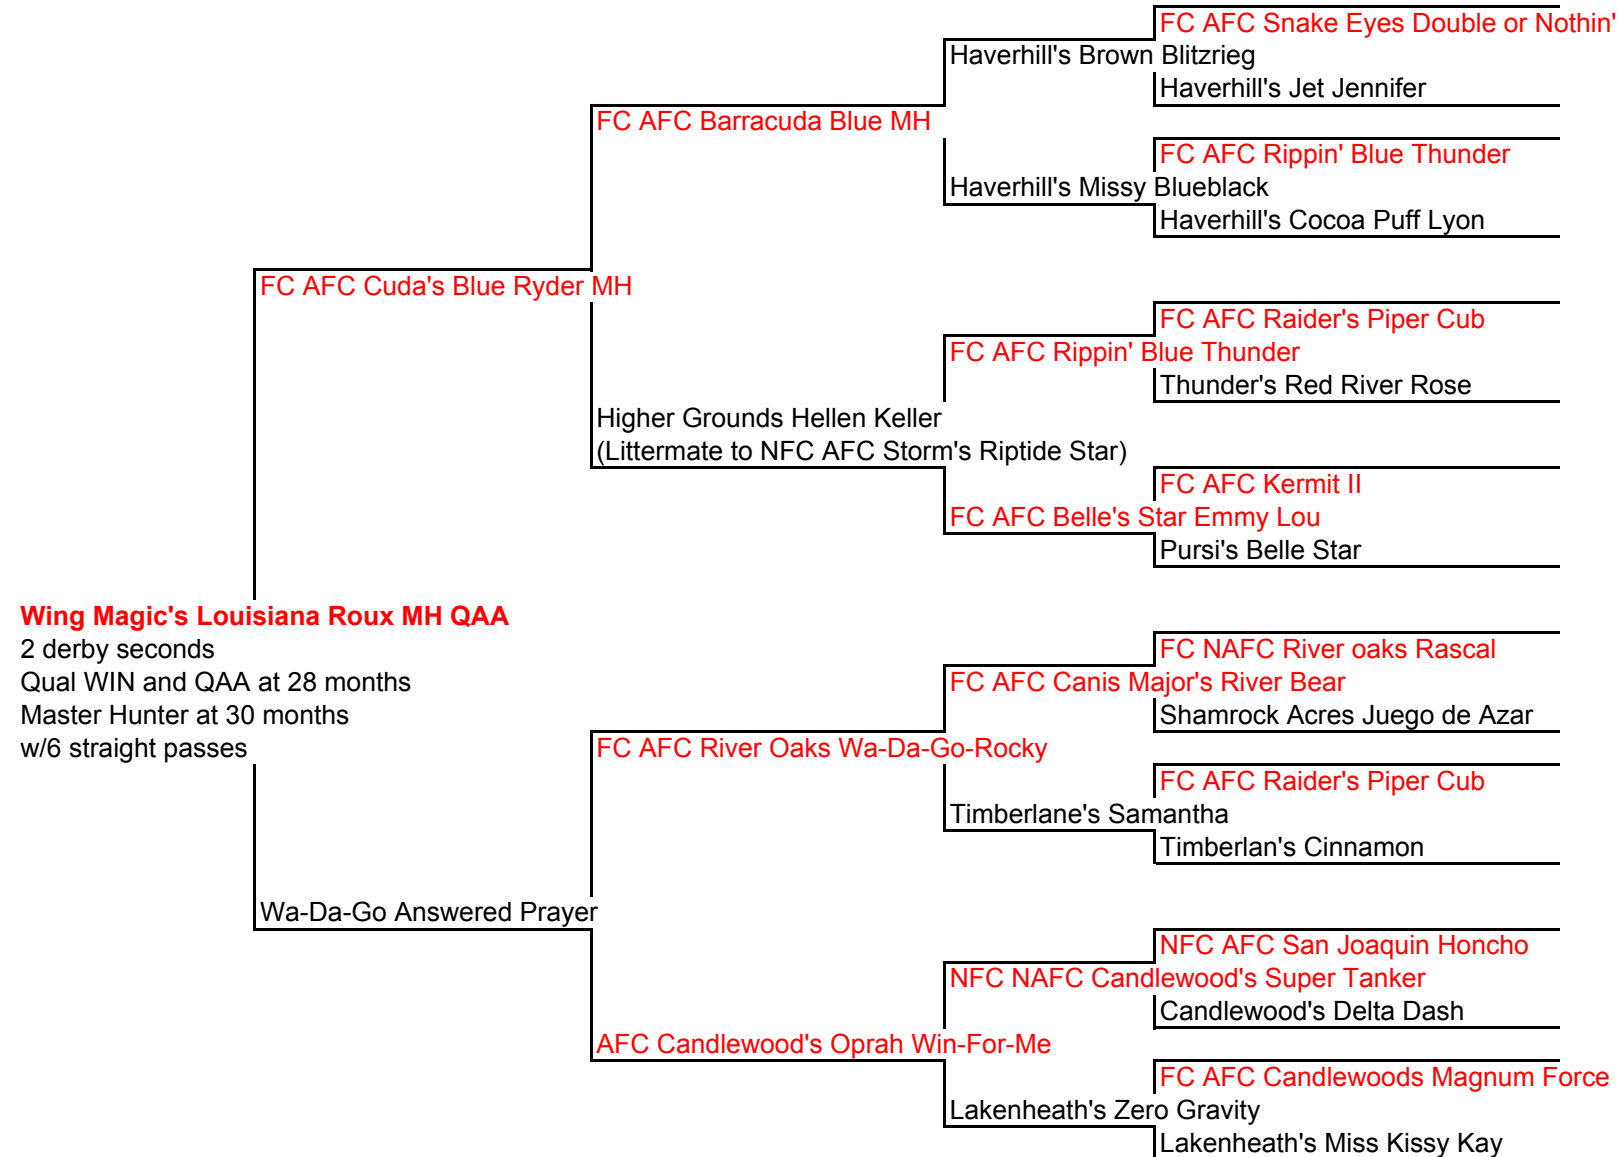 FC AFC Snake Eyes Double or Nothin'
Haverhill's Brown Blitzrieg
Haverhill's Jet Jennifer
FC AFC Barracuda Blue MH
FC AFC Rippin' Blue Thunder
Haverhill's Missy Blueblack
Haverhill's Cocoa Puff Lyon
FC AFC Cuda's Blue Ryder MH
FC AFC Raider's Piper Cub
FC AFC Rippin' Blue Thunder
Thunder's Red River Rose
Higher Grounds Hellen Keller
(Littermate to NFC AFC Storm's Riptide Star)
FC AFC Kermit II
FC AFC Belle's Star Emmy Lou
Pursi's Belle Star
Wing Magic's Louisiana Roux MH QAA
2 derby seconds
Qual WIN and QAA at 28 months
Master Hunter at 30 months
w/6 straight passes
FC NAFC River oaks Rascal
FC AFC Canis Major's River Bear
Shamrock Acres Juego de Azar
FC AFC River Oaks Wa-Da-Go-Rocky
FC AFC Raider's Piper Cub
Timberlane's Samantha
Timberlan's Cinnamon
Wa-Da-Go Answered Prayer
NFC AFC San Joaquin Honcho
NFC NAFC Candlewood's Super Tanker
Candlewood's Delta Dash
AFC Candlewood's Oprah Win-For-Me
FC AFC Candlewoods Magnum Force
Lakenheath's Zero Gravity
Lakenheath's Miss Kissy Kay